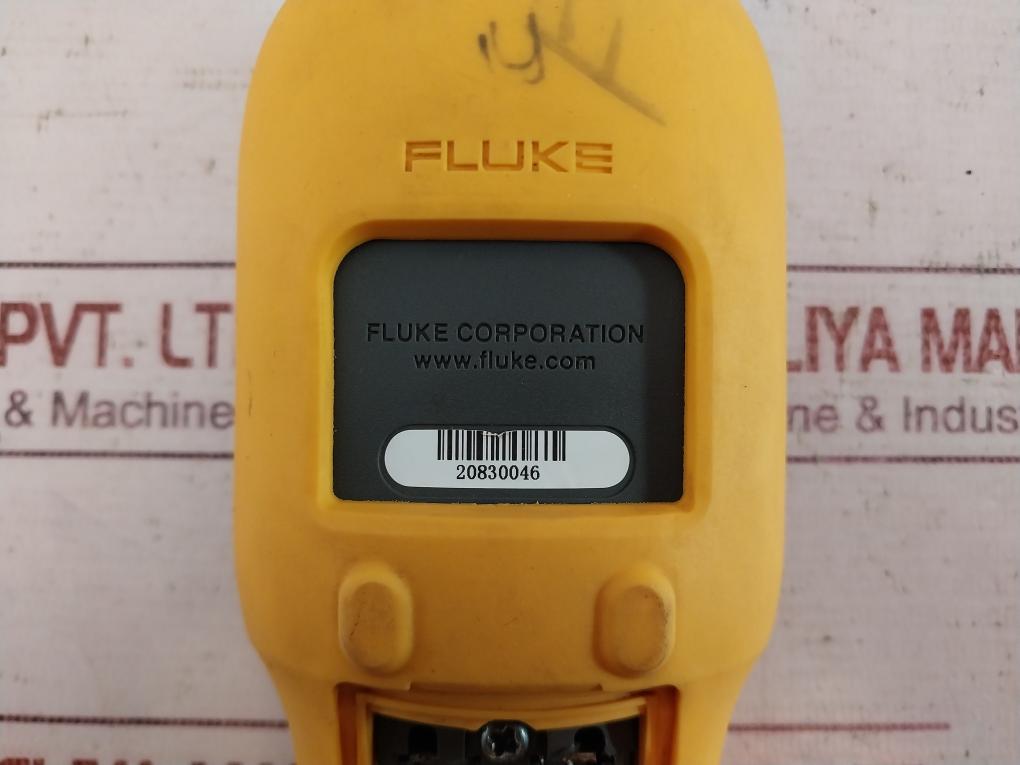 FLUKE
FLUKE CORPORATION
www.fluke.com
20830046
PVT. LT
& Machine
LIYA MA
ne & Indus